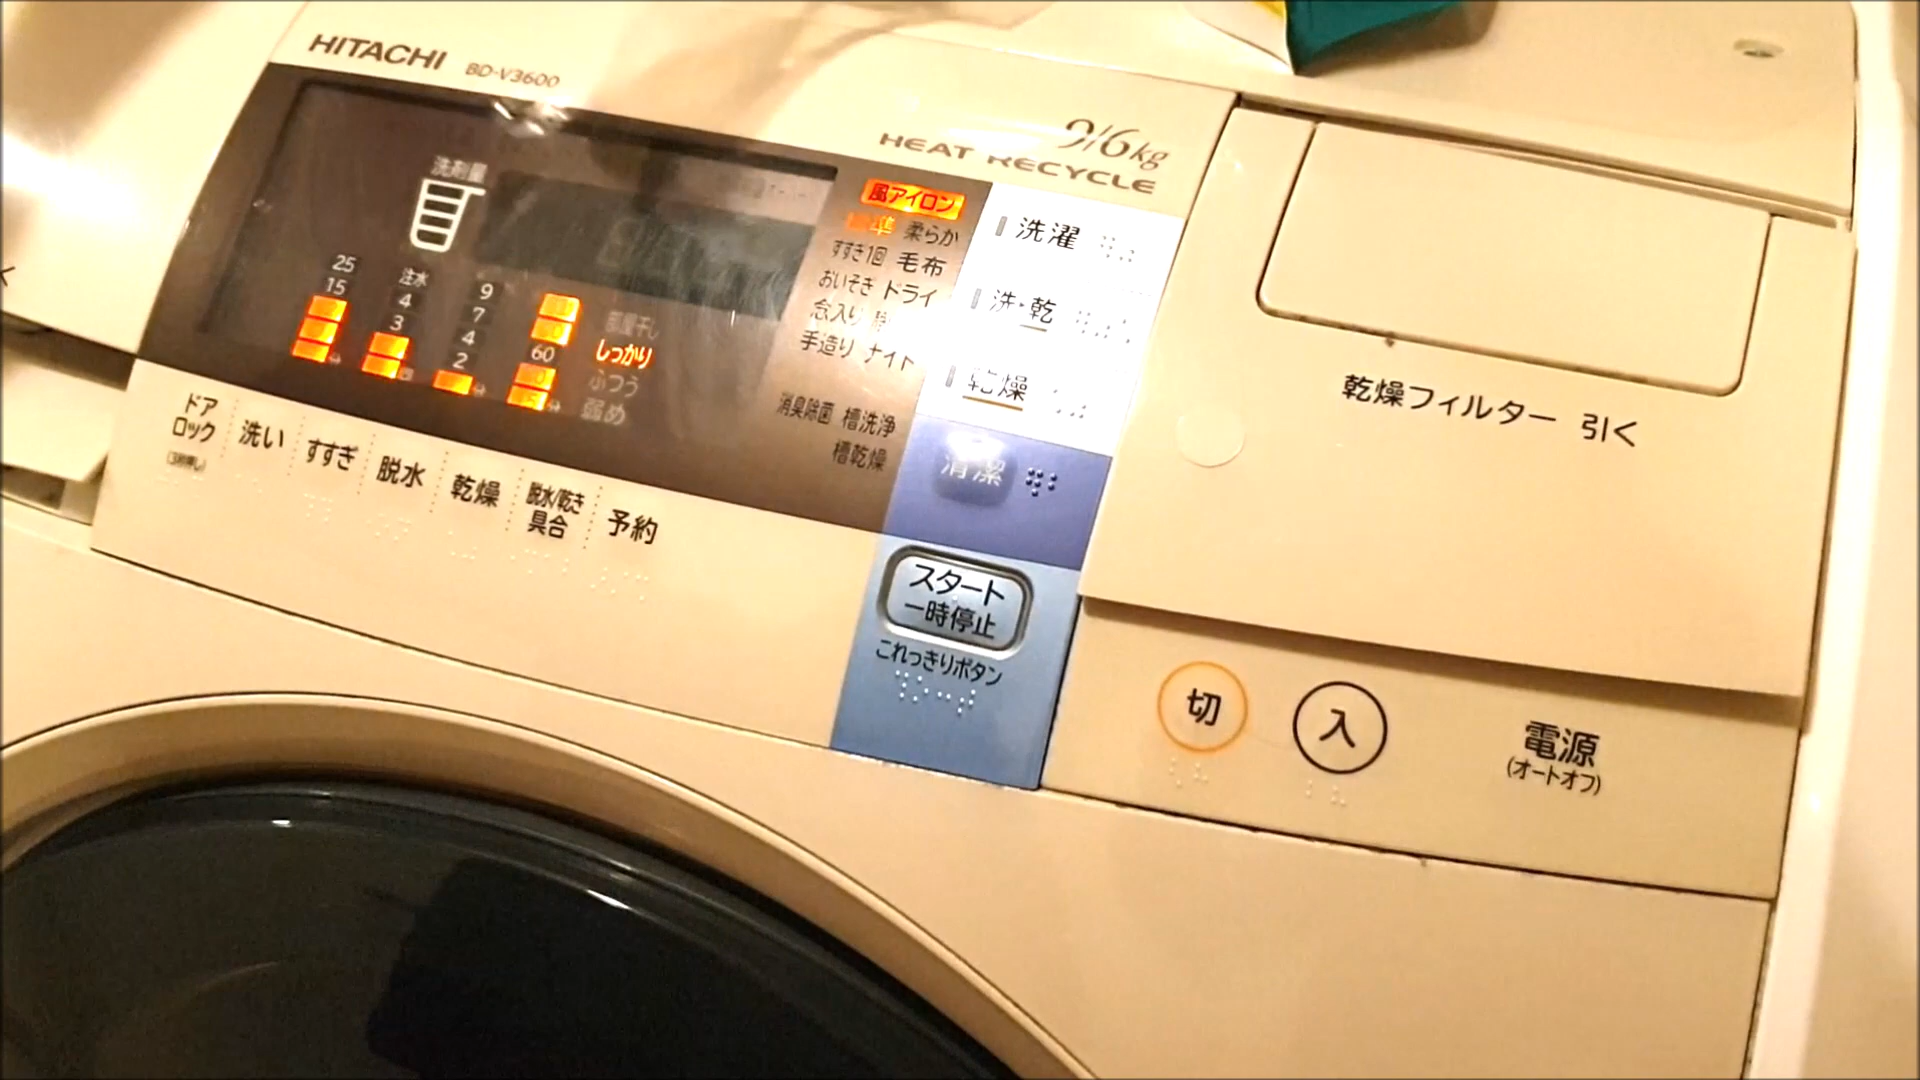 HITACHI BD-V3600
9/6kg
HEAT RECYCLE
洗剤量
25
15
注水
4
3
9
7
4
2
60
部屋干し
しっかり
ふつう
弱め
風アイロン
柔らか
すすぎ1回 毛布
おいそぎ ドライ
念入り
手造り ナイト
消臭除菌 槽洗浄
槽乾燥
洗濯
洗・乾
乾燥
清潔
ドアロック
洗い
すすぎ
脱水
乾燥
脱水/乾き具合
予約
スタート
一時停止
これっきりボタン
乾燥フィルター 引く
切
入
電源
(オートオフ)